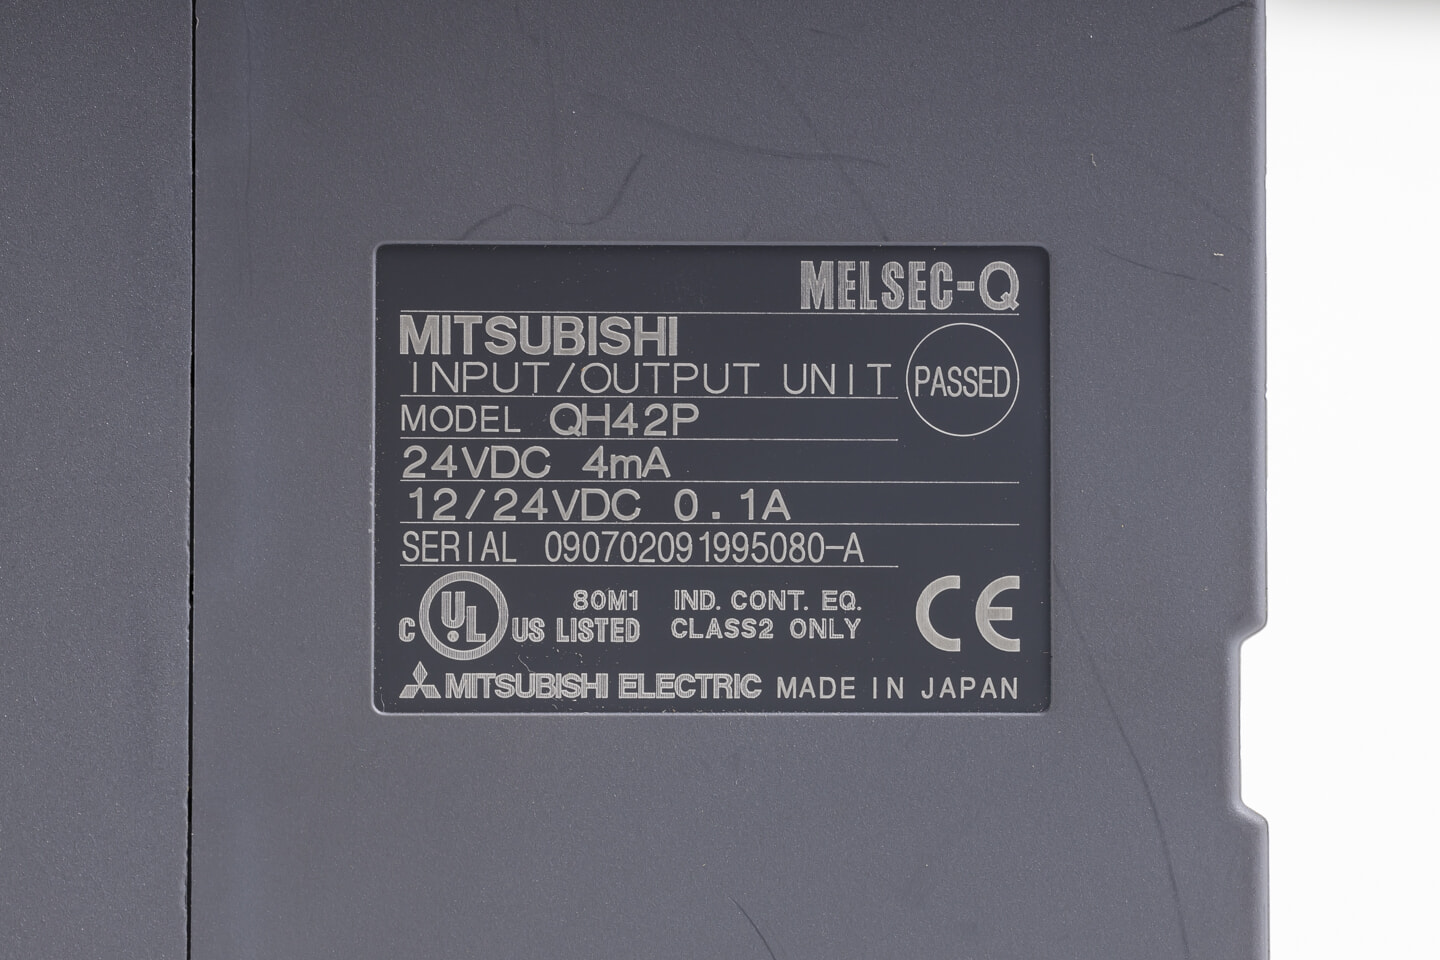 MELSEC-Q
MITSUBISHI
INPUT/OUTPUT UNIT
PASSED
MODEL QH42P
24VDC 4mA
12/24VDC 0.1A
SERIAL 090702091995080-A
C UL US LISTED
80M1 IND. CONT. EQ.
CLASS2 ONLY
CE
MITSUBISHI ELECTRIC MADE IN JAPAN